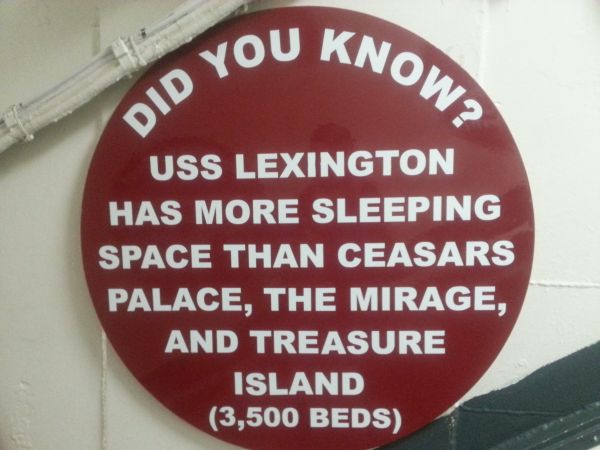 DID YOU KNOW?
USS LEXINGTON
HAS MORE SLEEPING
SPACE THAN CEASARS
PALACE, THE MIRAGE,
AND TREASURE
ISLAND
(3,500 BEDS)